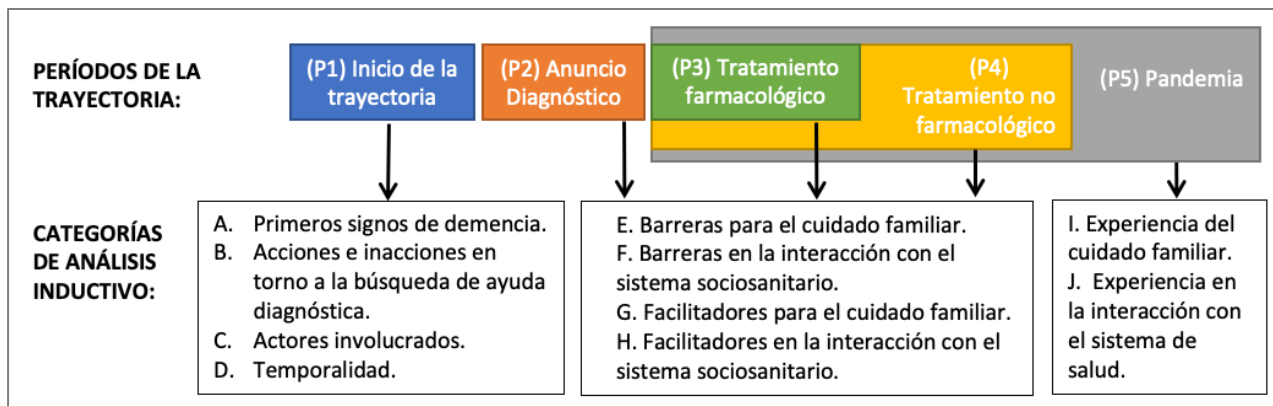 PERÍODOS DE LA
TRAYECTORIA:
(P1) Inicio de la
trayectoria
(P2) Anuncio
Diagnóstico
(P3) Tratamiento
farmacológico
(P4)
Tratamiento no
farmacológico
(P5) Pandemia
CATEGORÍAS
DE ANÁLISIS
INDUCTIVO:
A. Primeros signos de demencia.
B. Acciones e inacciones en
torno a la búsqueda de ayuda
diagnóstica.
C. Actores involucrados.
D. Temporalidad.
E. Barreras para el cuidado familiar.
F. Barreras en la interacción con el
sistema sociosanitario.
G. Facilitadores para el cuidado familiar.
H. Facilitadores en la interacción con el
sistema sociosanitario.
I. Experiencia del
cuidado familiar.
J. Experiencia en
la interacción con
el sistema de
salud.